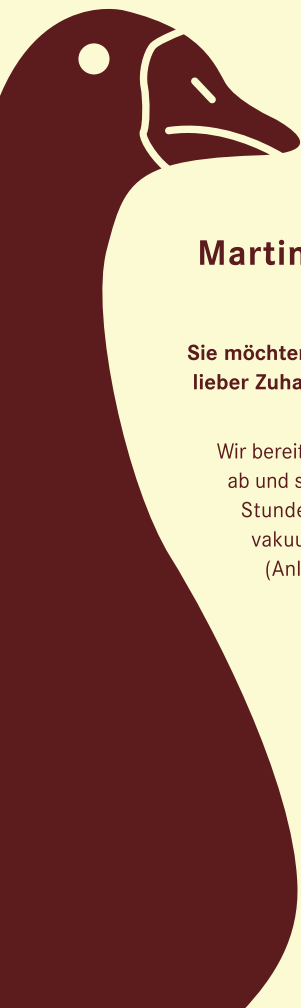 Martin
Sie möchten
lieber Zuha
Wir bereit
ab und s
Stunde
vakuu
(Anl